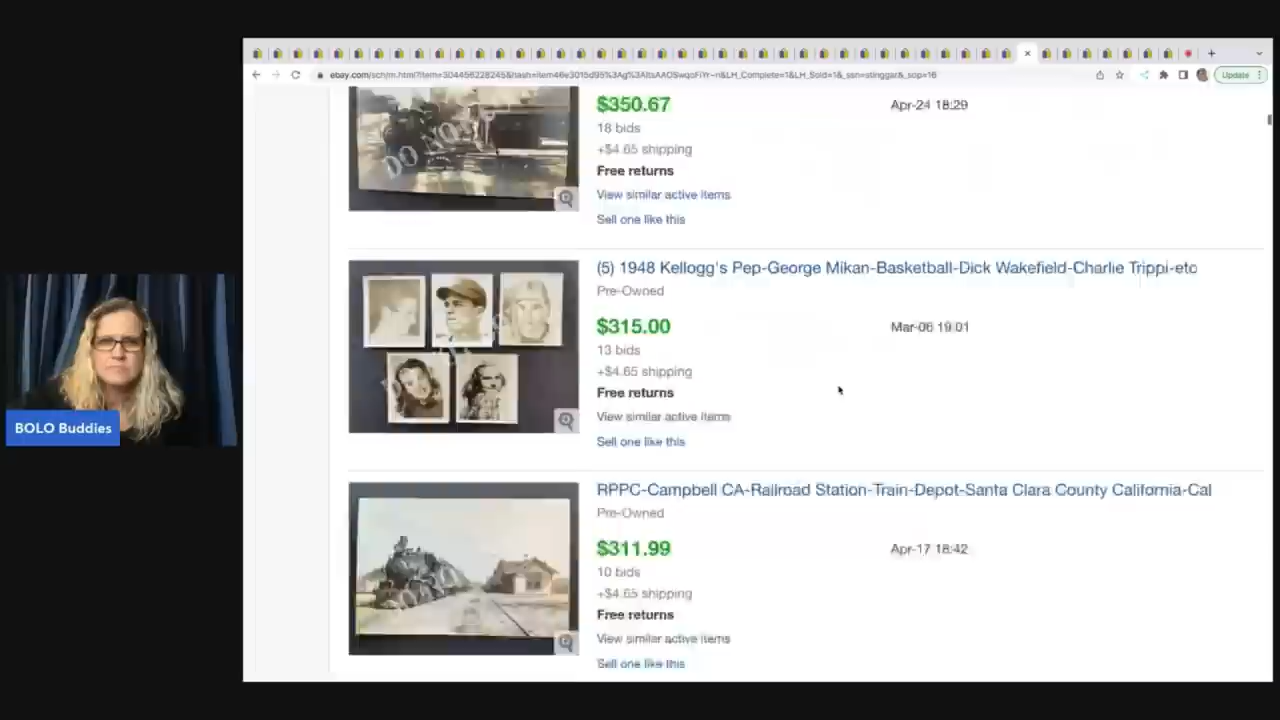 Update
$350.67
Apr-24 18:29
18 bids
+$4.65 shipping
DO NOT
Free returns
View similar active items
Sell one like this
(5) 1948 Kellogg's Pep-George Mikan-Basketball-Dick Wakefield-Charlie Trippi-etc
Pre-Owned
$315.00
Mar-06 19:01
13 bids
+$4.65 shipping
Free returns
View similar active items
BOLO Buddies
Sell one like this
RPPC-Campbell CA-Railroad Station-Train-Depot-Santa Clara County California-Cal
Pre-Owned
$311.99
Apr-17 18:42
10 bids
+$4.65 shipping
Free returns
View similar active items
Sell one like this